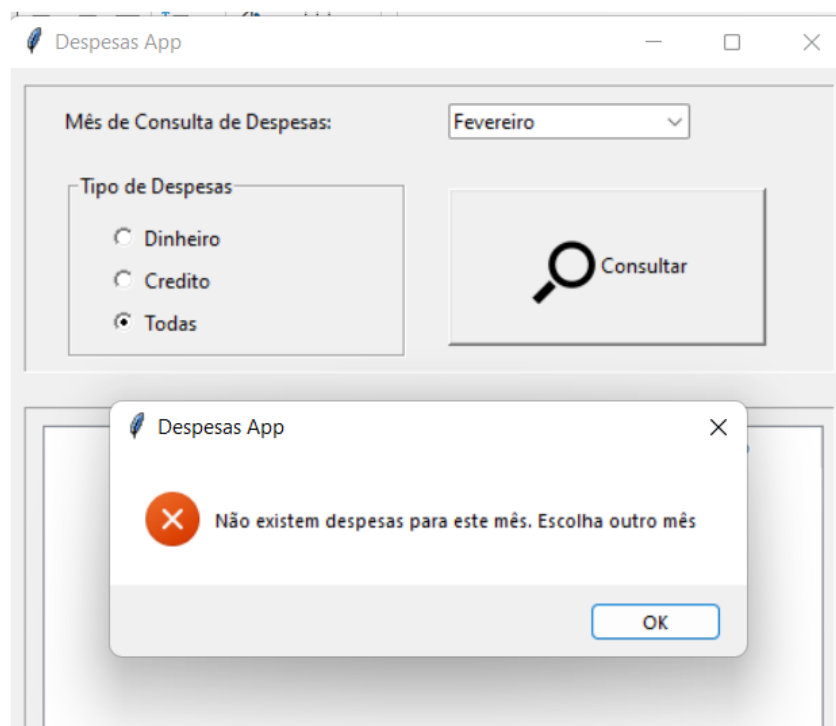 Despesas App
Mês de Consulta de Despesas:
Fevereiro
Tipo de Despesas
Dinheiro
Credito
Todas
Consultar
Despesas App
Não existem despesas para este mês. Escolha outro mês
OK